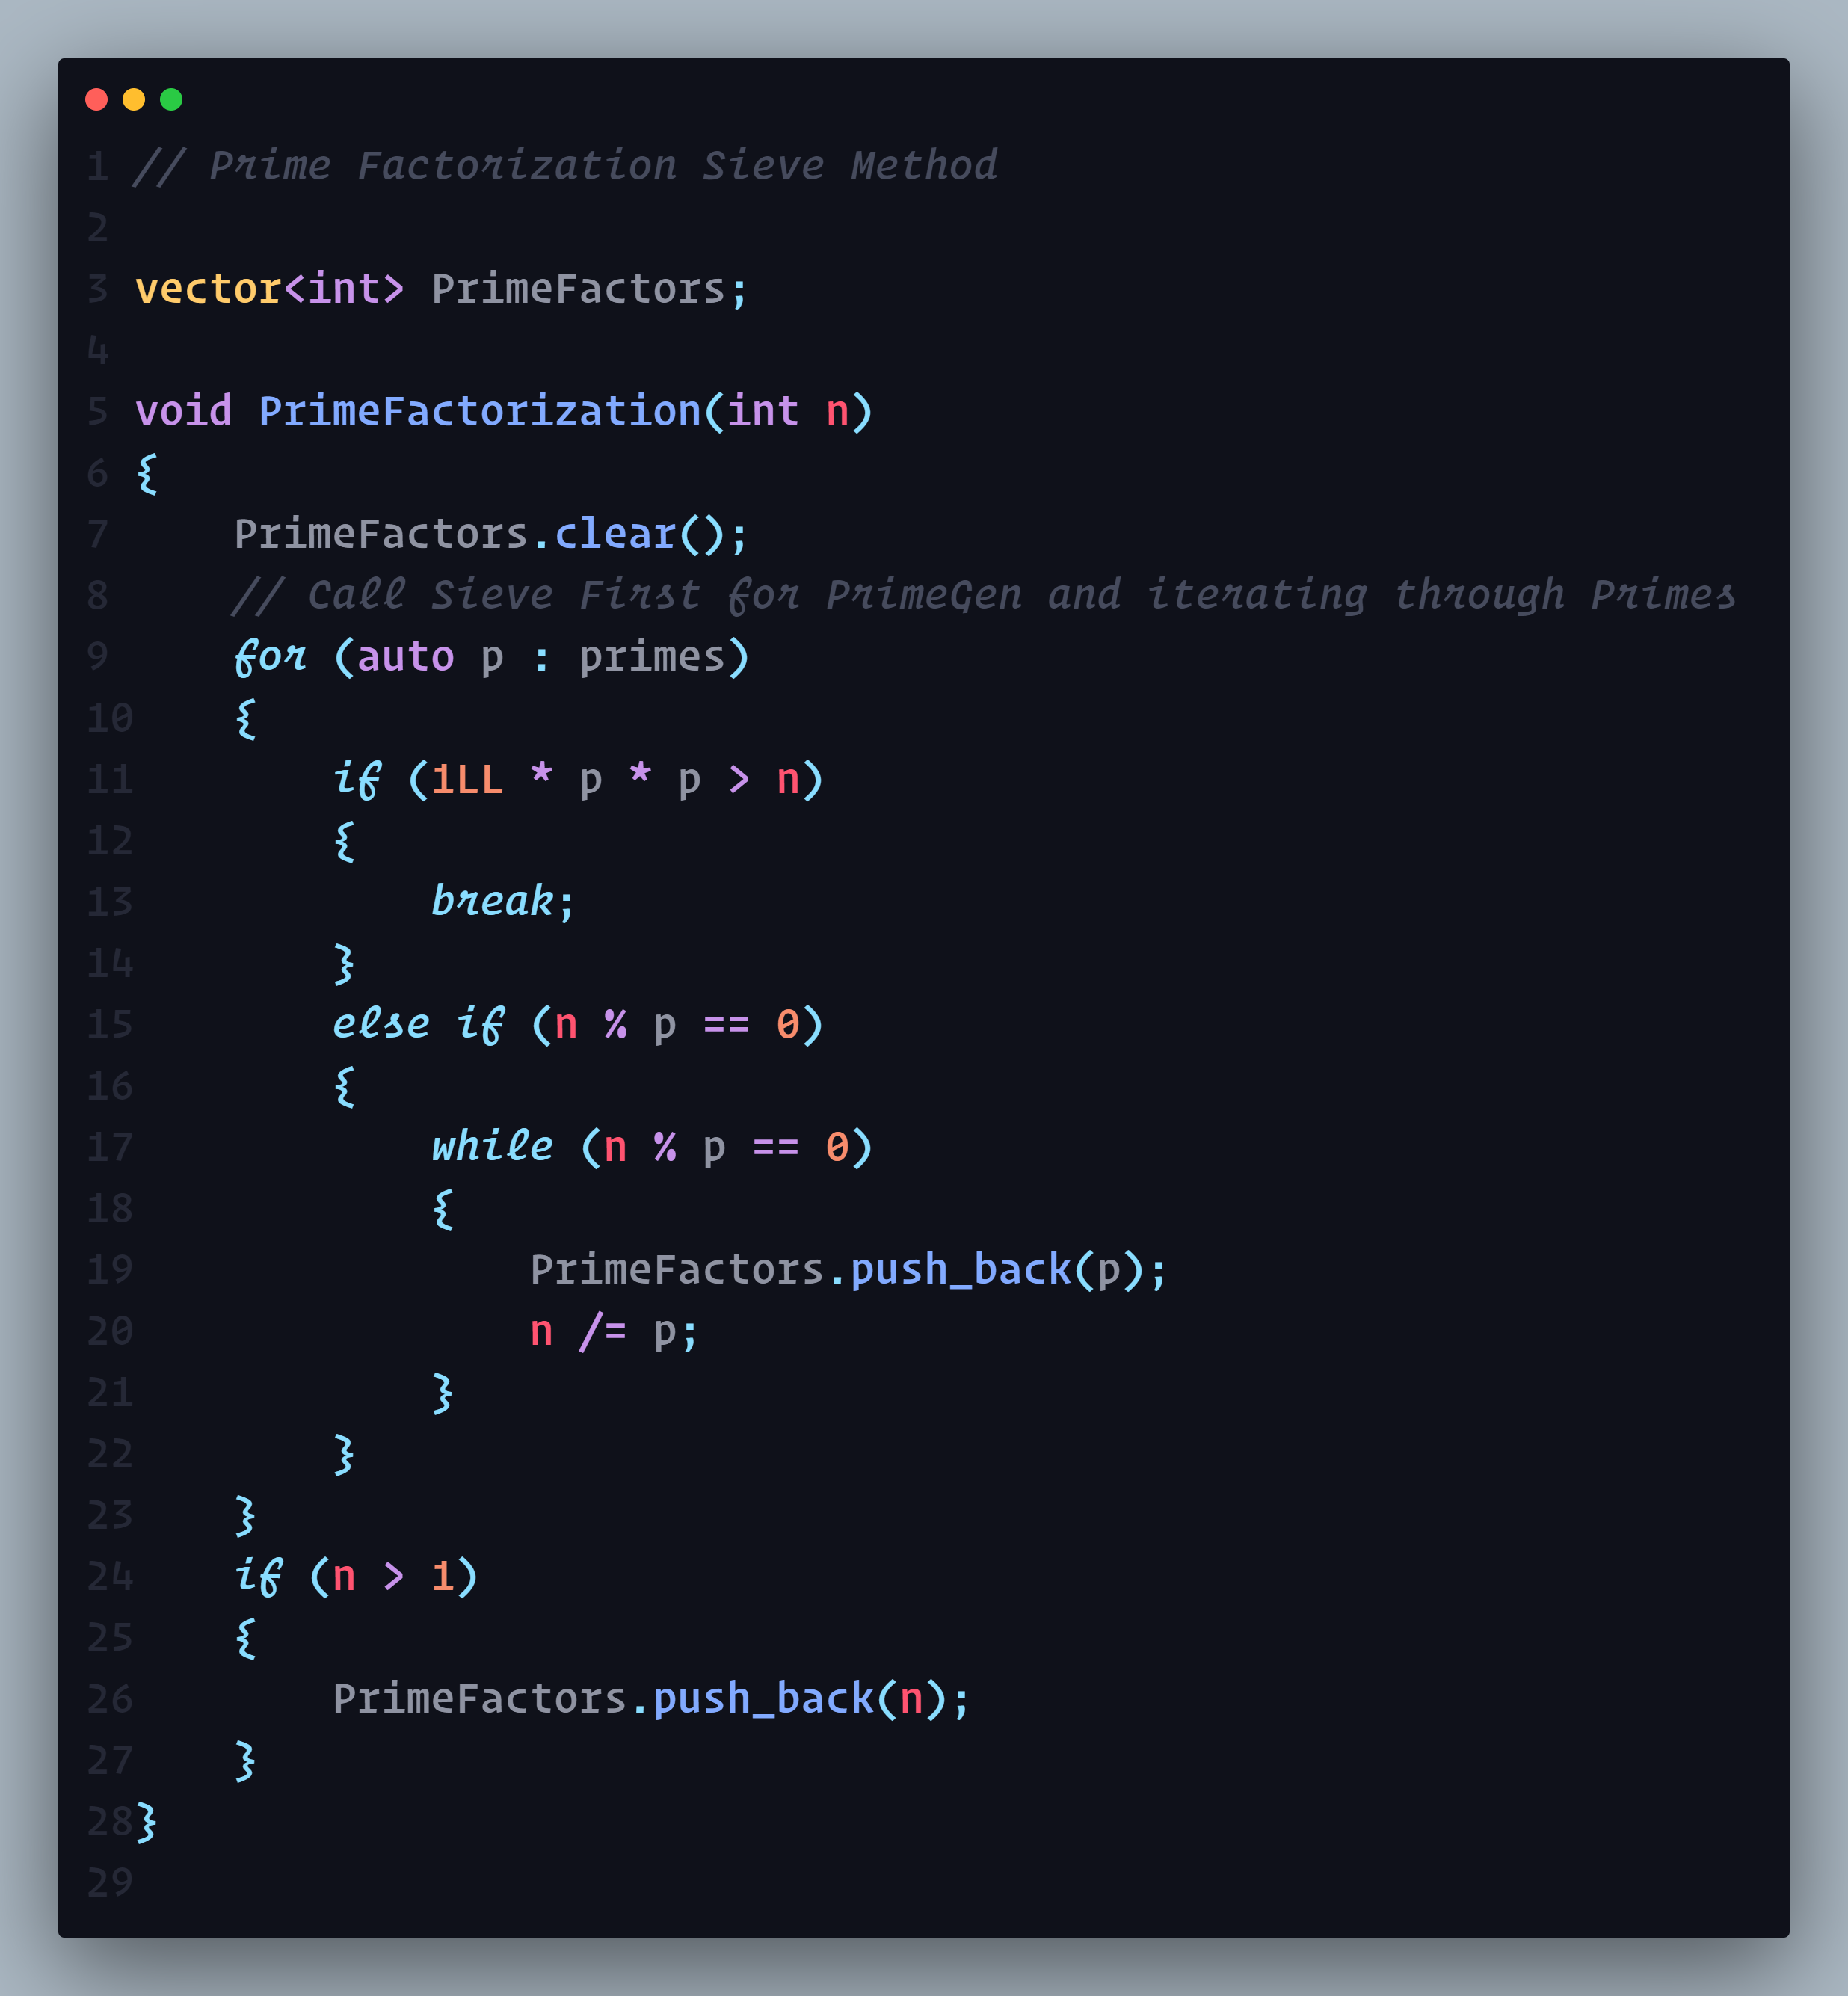 1 // Prime Factorization Sieve Method
2
3 vector<int> PrimeFactors;
4
5 void PrimeFactorization(int n)
6 {
7     PrimeFactors.clear();
8     // Call Sieve First for PrimeGen and iterating through Primes
9     for (auto p : primes)
10     {
11         if (1LL * p * p > n)
12         {
13             break;
14         }
15         else if (n % p == 0)
16         {
17             while (n % p == 0)
18             {
19                 PrimeFactors.push_back(p);
20                 n /= p;
21             }
22         }
23     }
24     if (n > 1)
25     {
26         PrimeFactors.push_back(n);
27     }
28 }
29